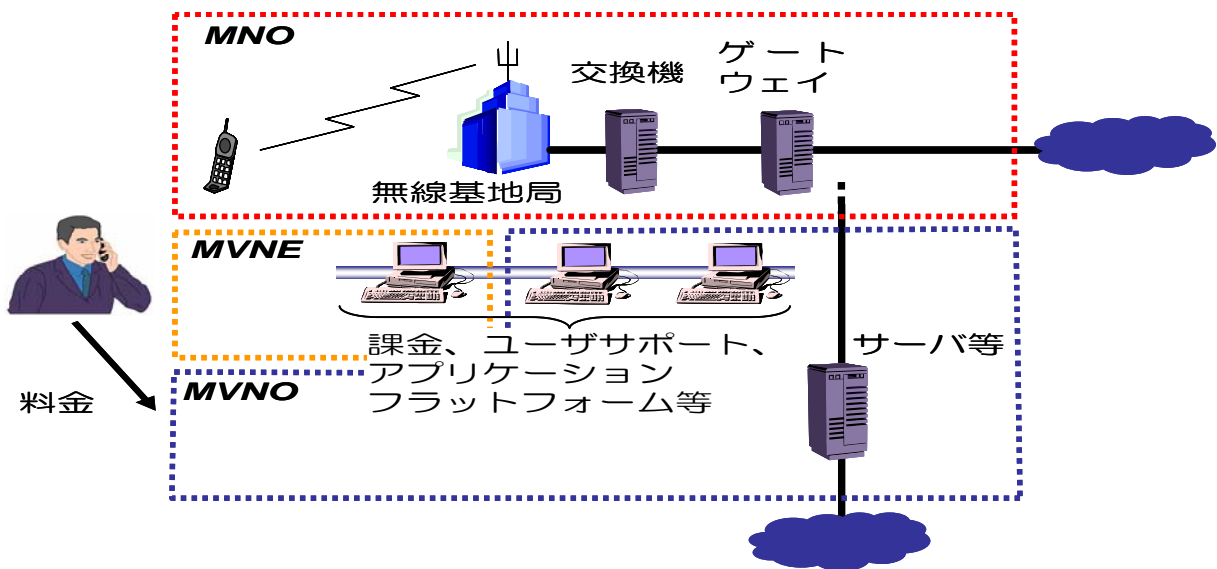 MNO
交換機
ゲート
ウェイ
無線基地局
MVNE
課金、ユーザサポート、
アプリケーション
フラットフォーム等
サーバ等
MVNO
料金